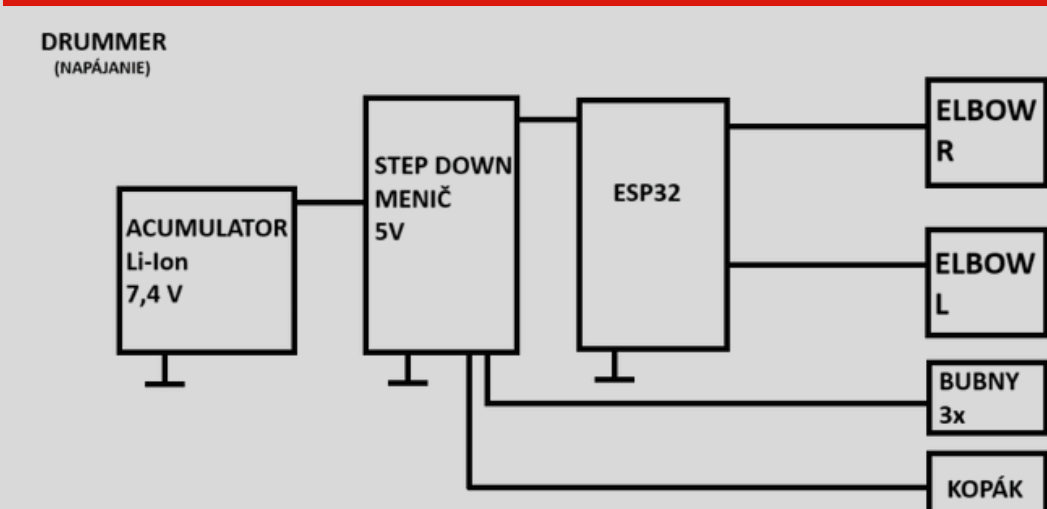 DRUMMER
(NAPÁJANIE)
ACUMULATOR
Li-Ion
7,4 V
STEP DOWN
MENIČ
5V
ESP32
ELBOW
R
ELBOW
L
BUBNY
3x
KOPÁK